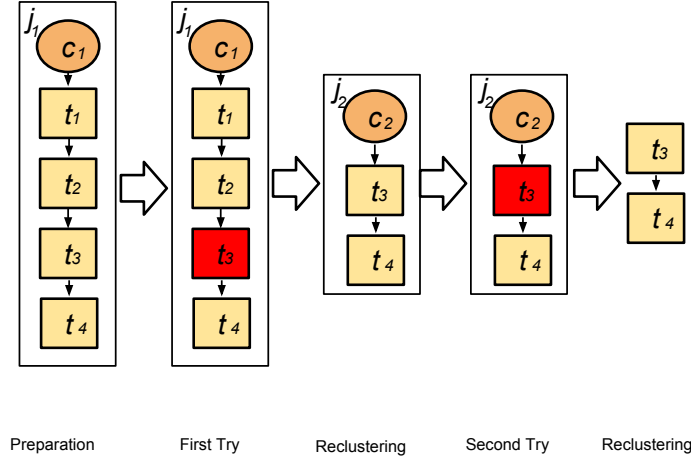 j1
c1
t1
t2
t3
t4
j1
c1
t1
t2
t3
t4
j2
c2
t3
t4
j2
c2
t3
t4
t3
t4
Preparation
First Try
Reclustering
Second Try
Reclustering